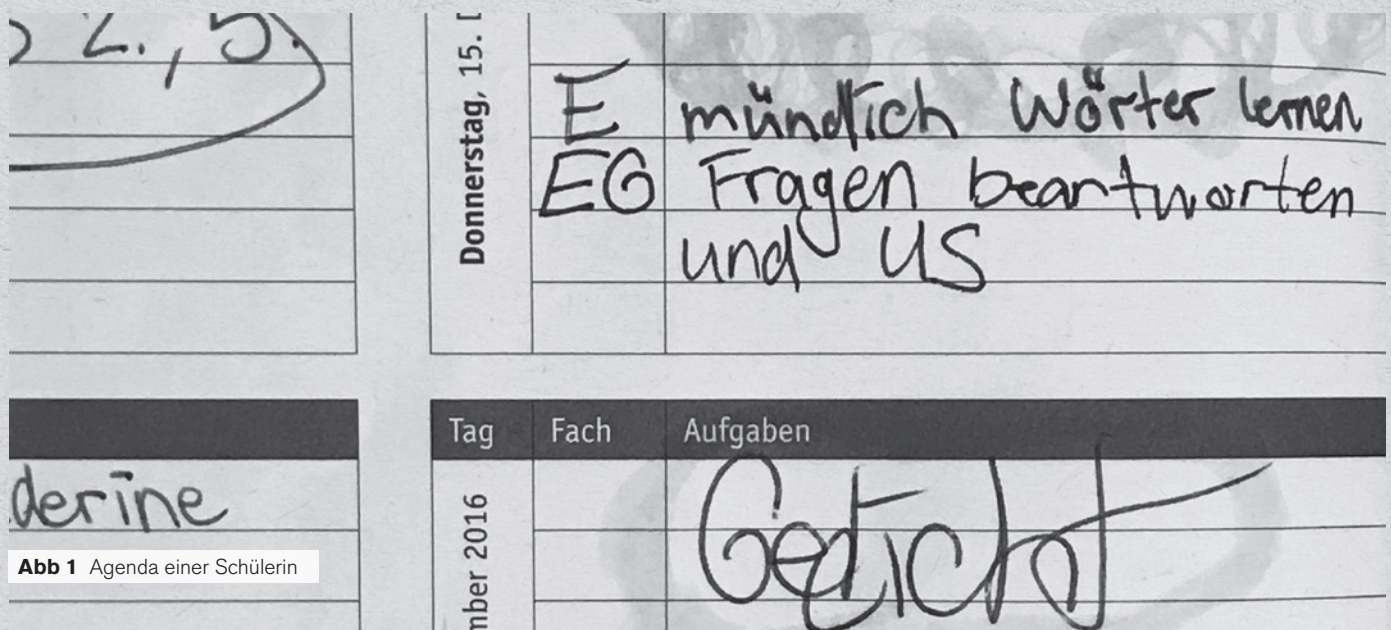 2., 5.
derine
Abb 1 Agenda einer Schülerin
Donnerstag, 15.
E mündlich Wörter lernen
EG Fragen beantworten
und US
Tag Fach Aufgaben
mber 2016
Gedicht